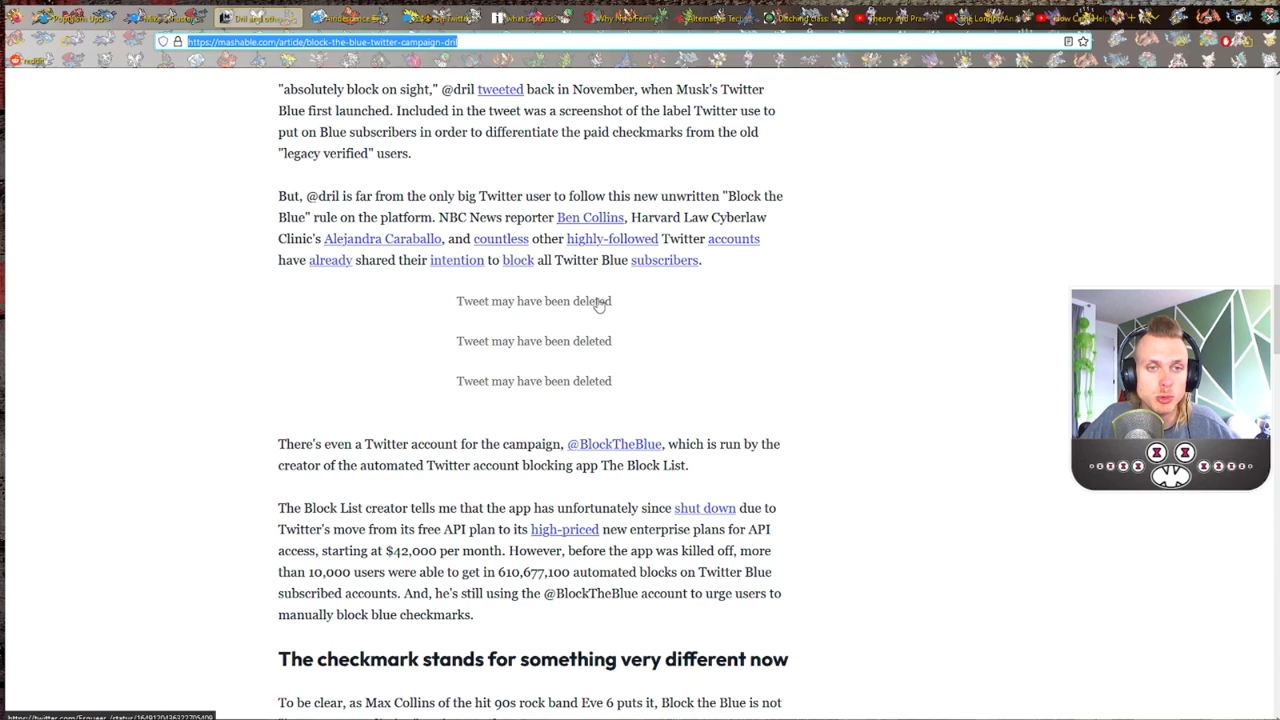 Dril and othe
what is praxis
Ditching class:
https://mashable.com/article/block-the-blue-twitter-campaign-dril
reddit
"absolutely block on sight," @dril tweeted back in November, when Musk's Twitter
Blue first launched. Included in the tweet was a screenshot of the label Twitter use to
put on Blue subscribers in order to differentiate the paid checkmarks from the old
"legacy verified" users.
But, @dril is far from the only big Twitter user to follow this new unwritten "Block the
Blue" rule on the platform. NBC News reporter Ben Collins, Harvard Law Cyberlaw
Clinic's Alejandra Caraballo, and countless other highly-followed Twitter accounts
have already shared their intention to block all Twitter Blue subscribers.
Tweet may have been deleted
Tweet may have been deleted
Tweet may have been deleted
There's even a Twitter account for the campaign, @BlockTheBlue, which is run by the
creator of the automated Twitter account blocking app The Block List.
The Block List creator tells me that the app has unfortunately since shut down due to
Twitter's move from its free API plan to its high-priced new enterprise plans for API
access, starting at $42,000 per month. However, before the app was killed off, more
than 10,000 users were able to get in 610,677,100 automated blocks on Twitter Blue
subscribed accounts. And, he's still using the @BlockTheBlue account to urge users to
manually block blue checkmarks.
The checkmark stands for something very different now
To be clear, as Max Collins of the hit 90s rock band Eve 6 puts it, Block the Blue is not